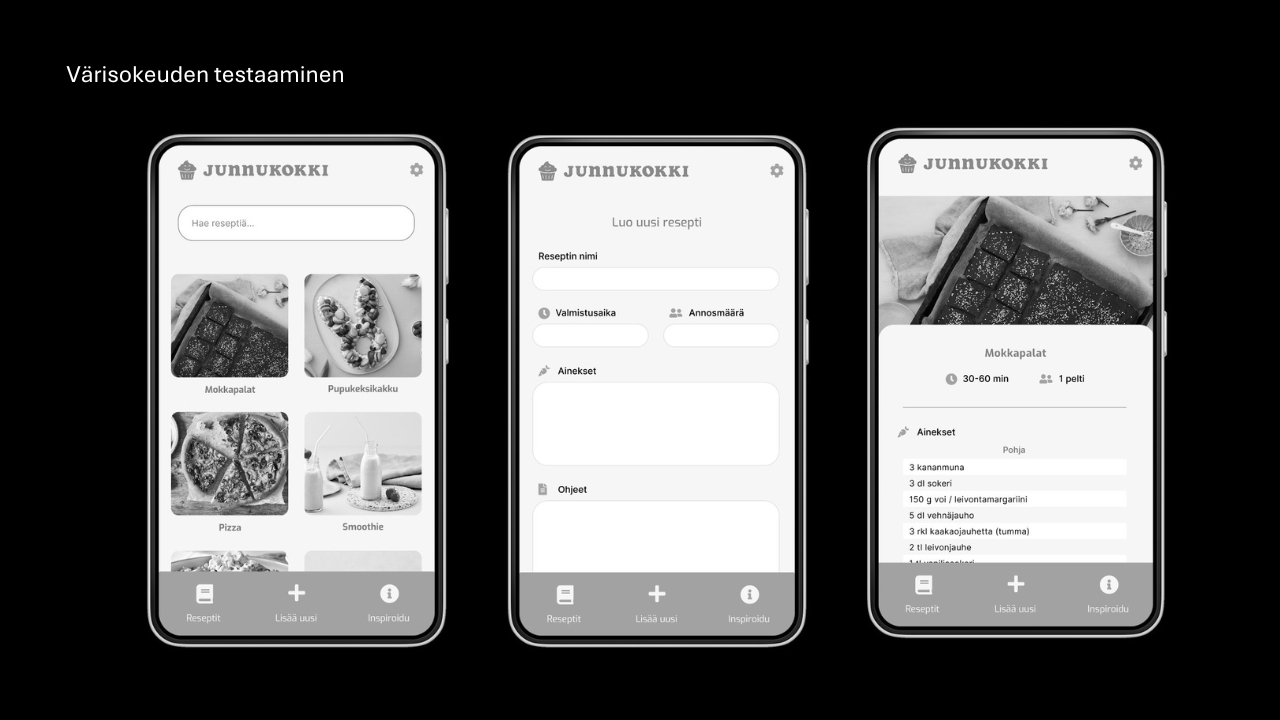 Värisokeuden testaaminen
JUNNUKOKKI
Hae reseptiä...
Mokkapalat
Pupukeksikakku
Pizza
Smoothie
Reseptit
Lisää uusi
Inspiroidu
JUNNUKOKKI
Luo uusi resepti
Reseptin nimi
Valmistusaika
Annosmäärä
Ainekset
Ohjeet
Reseptit
Lisää uusi
Inspiroidu
JUNNUKOKKI
Mokkapalat
30-60 min
1 pelti
Ainekset
Pohja
3 kananmuna
3 dl sokeri
150 g voi / leivontamargariini
5 dl vehnäjauho
3 rkl kaakaojauhetta (tumma)
2 tl leivonjauhe
Reseptit
Lisää uusi
Inspiroidu